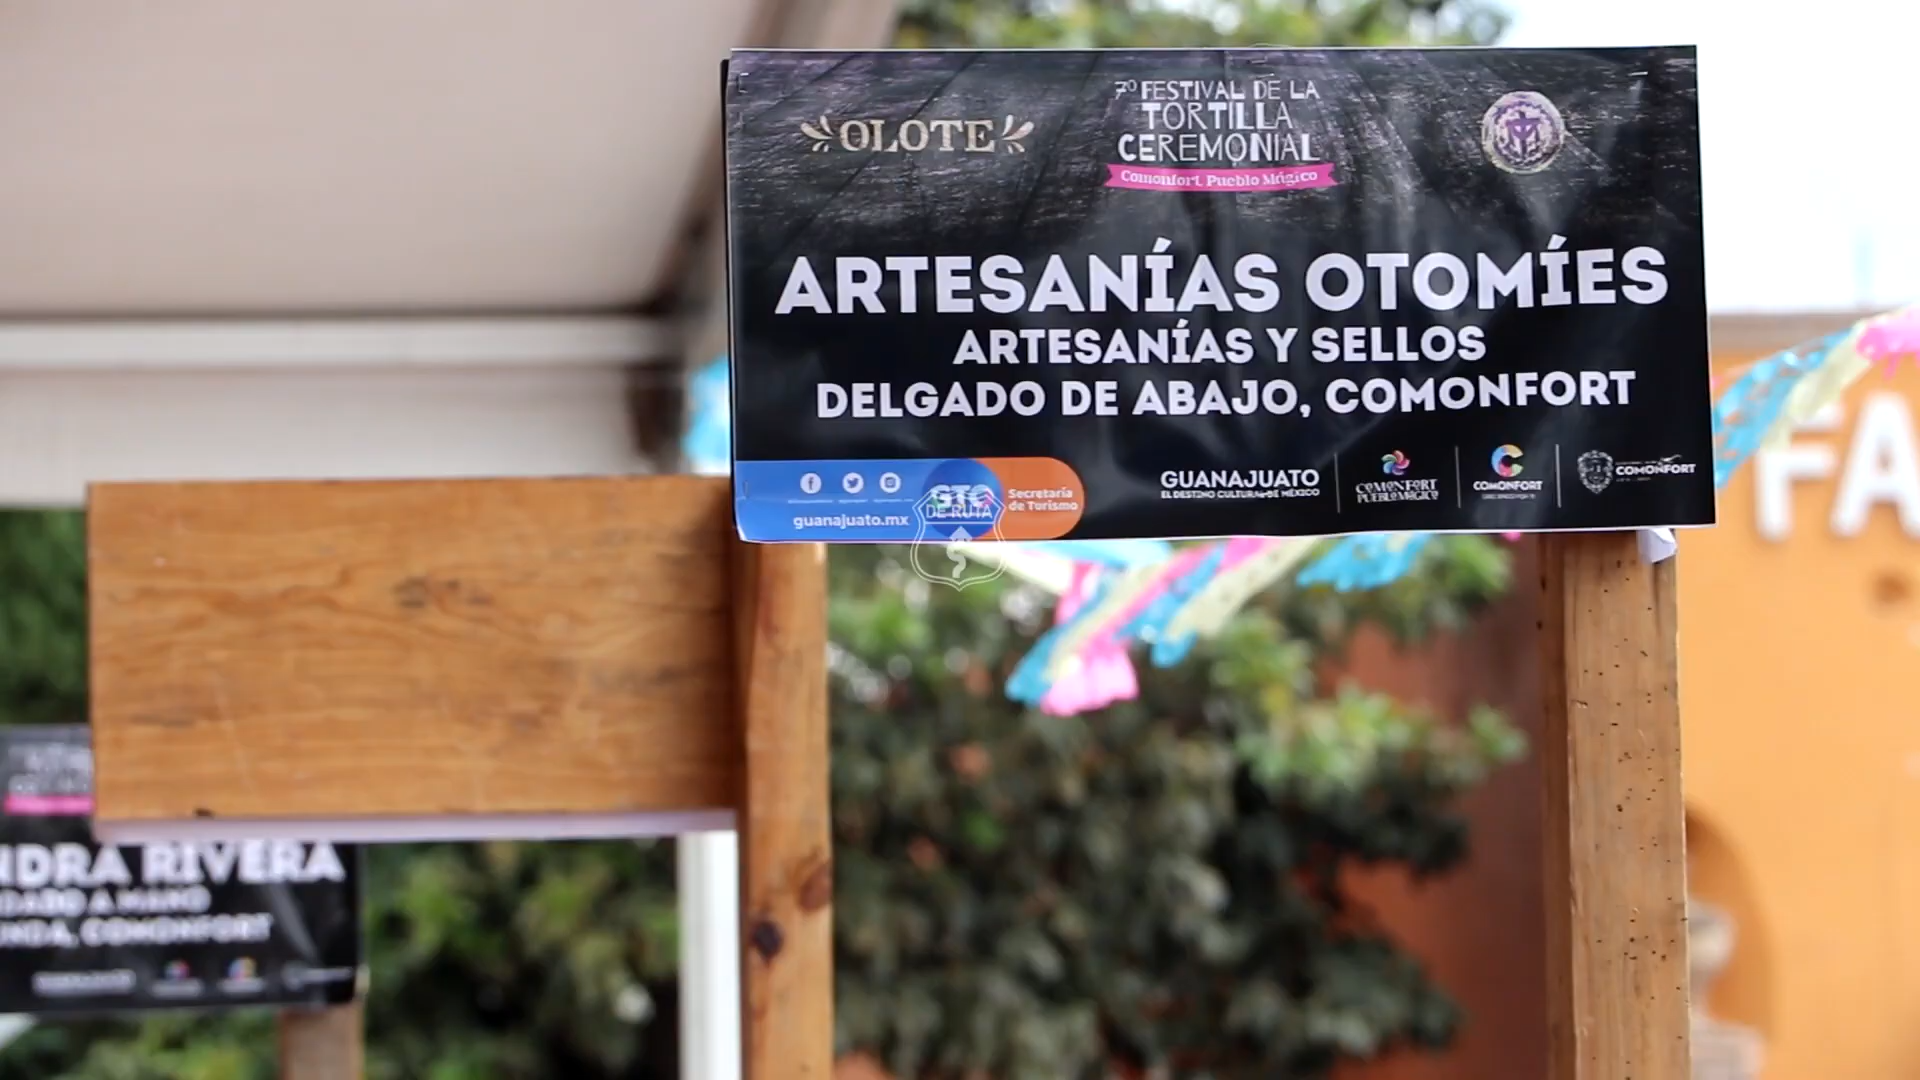 OLOTE
7º FESTIVAL DE LA
TORTILLA
CEREMONIAL
Comonfort, Pueblo Mágico
ARTESANÍAS OTOMÍES
ARTESANÍAS Y SELLOS
DELGADO DE ABAJO, COMONFORT
guanajuato.mx
GTO
DE RUTA
Secretaría
de Turismo
GUANAJUATO
EL DESTINO CULTURAL DE MÉXICO
COMONFORT
PUEBLO MÁGICO
COMONFORT
COMONFORT
FA
NDRA RIVERA
A MANO
COMONFORT